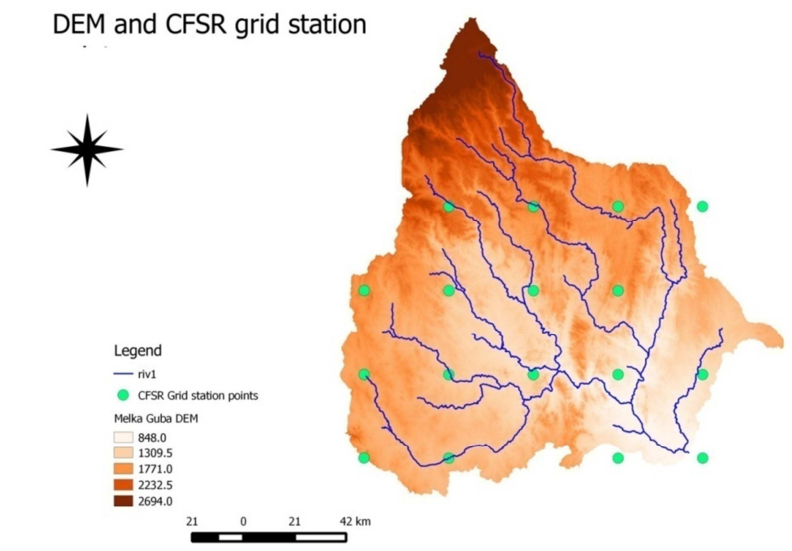 DEM and CFSR grid station
Legend
riv1
CFSR Grid station points
Melka Guba DEM
848.0
1309.5
1771.0
2232.5
2694.0
21 0 21 42 km